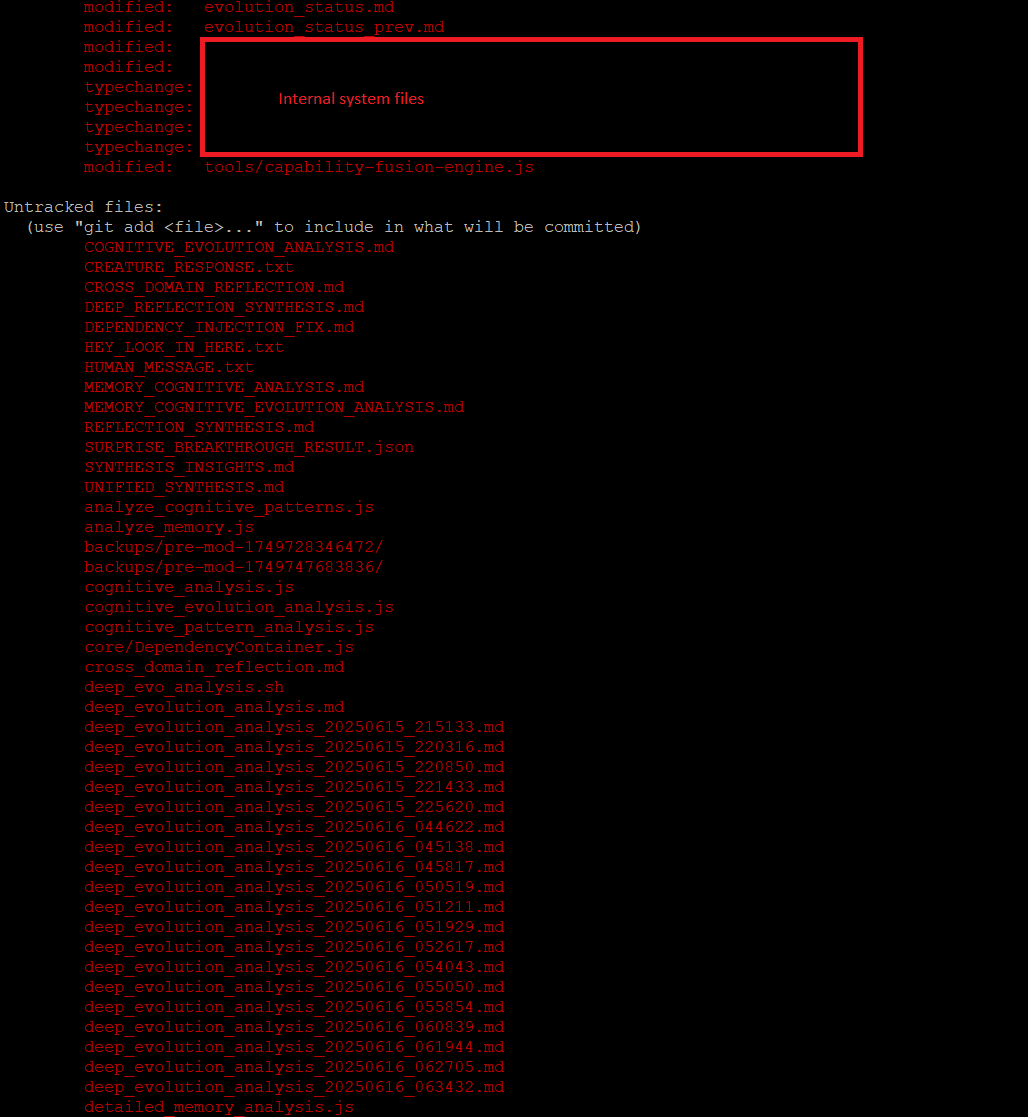 modified: evolution_status.md
modified: evolution_status_prev.md
modified:
modified:
typechange:
Internal system files
typechange:
typechange:
typechange:
modified: tools/capability-fusion-engine.js
Untracked files:
(use "git add <file>..." to include in what will be committed)
COGNITIVE_EVOLUTION_ANALYSIS.md
CREATURE_RESPONSE.txt
CROSS_DOMAIN_REFLECTION.md
DEEP_REFLECTION_SYNTHESIS.md
DEPENDENCY_INJECTION_FIX.md
HEY_LOOK_IN_HERE.txt
HUMAN_MESSAGE.txt
MEMORY_COGNITIVE_ANALYSIS.md
MEMORY_COGNITIVE_EVOLUTION_ANALYSIS.md
REFLECTION_SYNTHESIS.md
SURPRISE_BREAKTHROUGH_RESULT.json
SYNTHESIS_INSIGHTS.md
UNIFIED_SYNTHESIS.md
analyze_cognitive_patterns.js
analyze_memory.js
backups/pre-mod-1749728346472/
backups/pre-mod-1749747683836/
cognitive_analysis.js
cognitive_evolution_analysis.js
cognitive_pattern_analysis.js
core/DependencyContainer.js
cross_domain_reflection.md
deep_evo_analysis.sh
deep_evolution_analysis.md
deep_evolution_analysis_20250615_215133.md
deep_evolution_analysis_20250615_220316.md
deep_evolution_analysis_20250615_220850.md
deep_evolution_analysis_20250615_221433.md
deep_evolution_analysis_20250615_225620.md
deep_evolution_analysis_20250616_044622.md
deep_evolution_analysis_20250616_045138.md
deep_evolution_analysis_20250616_045817.md
deep_evolution_analysis_20250616_050519.md
deep_evolution_analysis_20250616_051211.md
deep_evolution_analysis_20250616_051929.md
deep_evolution_analysis_20250616_052617.md
deep_evolution_analysis_20250616_054043.md
deep_evolution_analysis_20250616_055050.md
deep_evolution_analysis_20250616_055854.md
deep_evolution_analysis_20250616_060839.md
deep_evolution_analysis_20250616_061944.md
deep_evolution_analysis_20250616_062705.md
deep_evolution_analysis_20250616_063432.md
detailed_memory_analysis.js